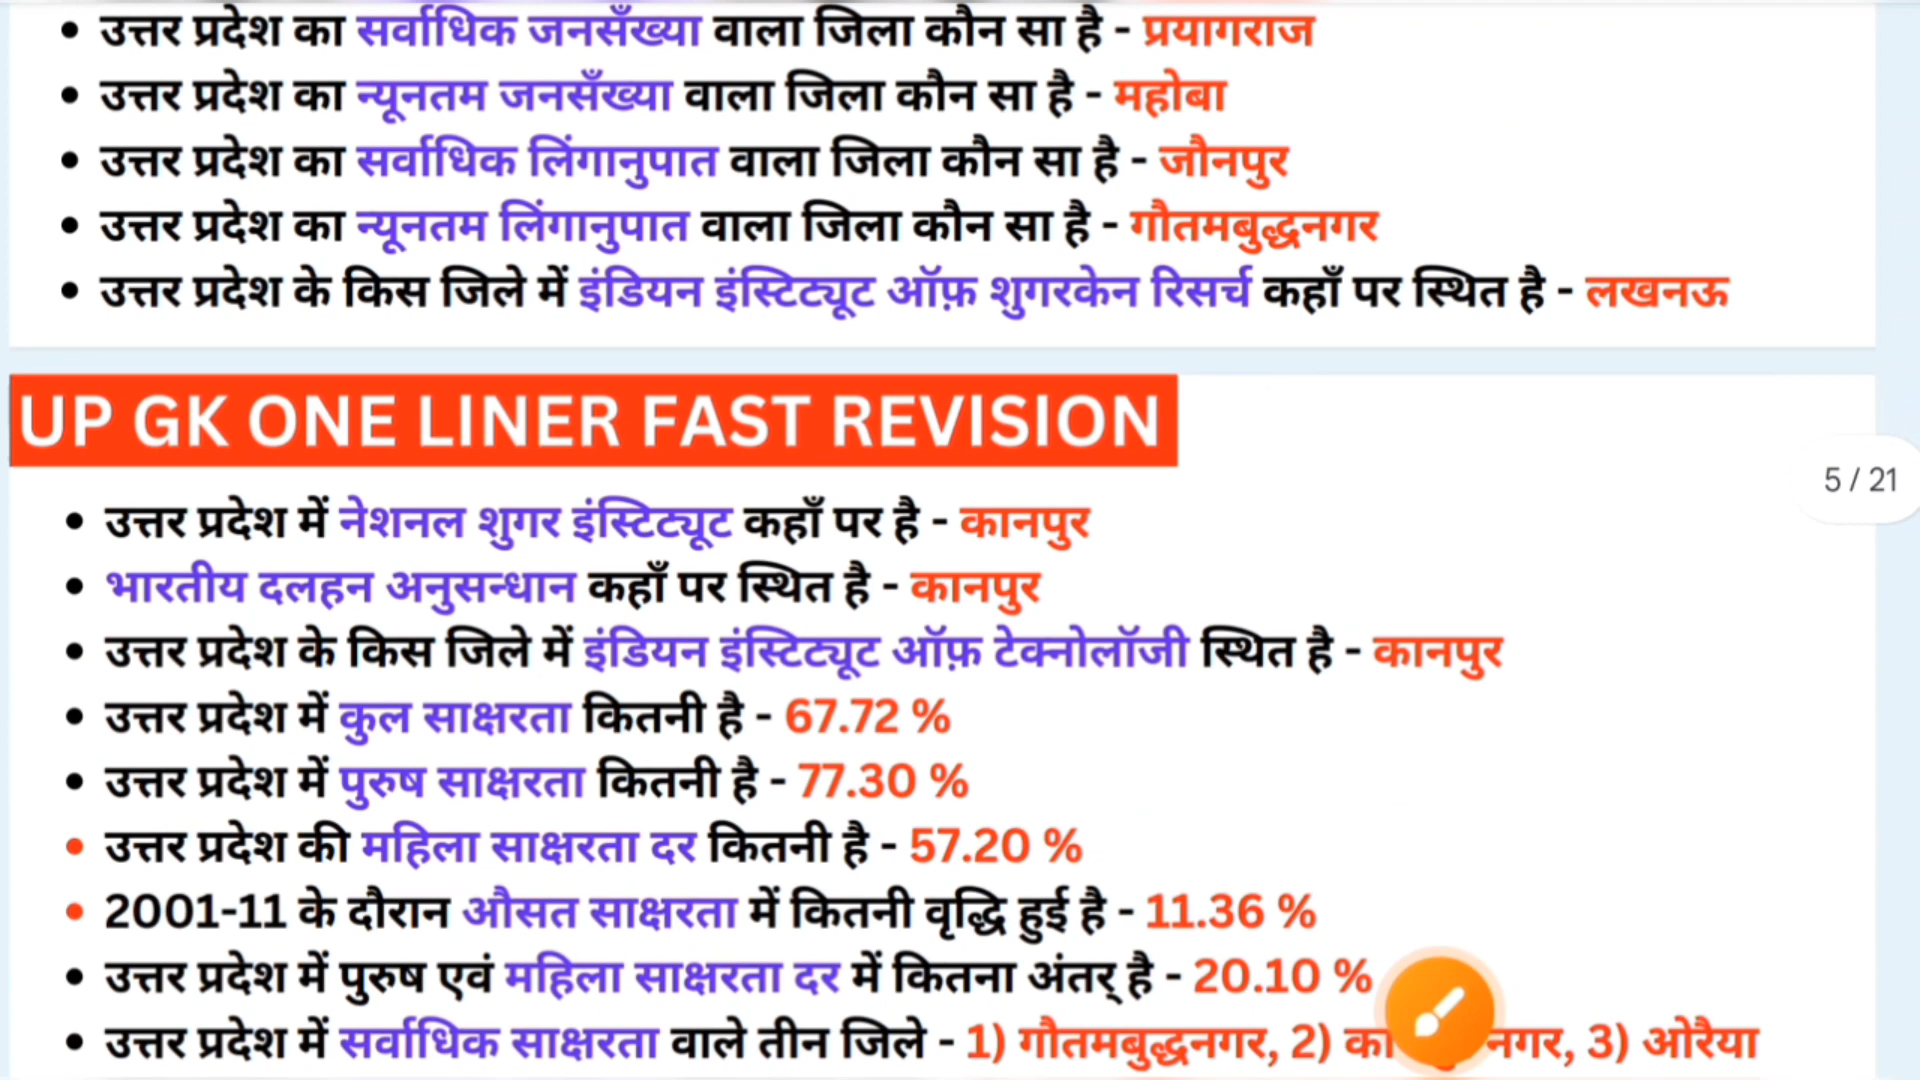 • उत्तर प्रदेश का सर्वाधिक जनसँख्या वाला जिला कौन सा है - प्रयागराज
• उत्तर प्रदेश का न्यूनतम जनसँख्या वाला जिला कौन सा है - महोबा
• उत्तर प्रदेश का सर्वाधिक लिंगानुपात वाला जिला कौन सा है - जौनपुर
• उत्तर प्रदेश का न्यूनतम लिंगानुपात वाला जिला कौन सा है - गौतमबुद्धनगर
• उत्तर प्रदेश के किस जिले में इंडियन इंस्टिट्यूट ऑफ़ शुगरकेन रिसर्च कहाँ पर स्थित है - लखनऊ
UP GK ONE LINER FAST REVISION
5 / 21
• उत्तर प्रदेश में नेशनल शुगर इंस्टिट्यूट कहाँ पर है - कानपुर
• भारतीय दलहन अनुसन्धान कहाँ पर स्थित है - कानपुर
• उत्तर प्रदेश के किस जिले में इंडियन इंस्टिट्यूट ऑफ़ टेक्नोलॉजी स्थित है - कानपुर
• उत्तर प्रदेश में कुल साक्षरता कितनी है - 67.72 %
• उत्तर प्रदेश में पुरुष साक्षरता कितनी है - 77.30 %
• उत्तर प्रदेश की महिला साक्षरता दर कितनी है - 57.20 %
• 2001-11 के दौरान औसत साक्षरता में कितनी वृद्धि हुई है - 11.36 %
• उत्तर प्रदेश में पुरुष एवं महिला साक्षरता दर में कितना अंतर् है - 20.10 %
• उत्तर प्रदेश में सर्वाधिक साक्षरता वाले तीन जिले - 1) गौतमबुद्धनगर, 2) का नगर, 3) ओरैया